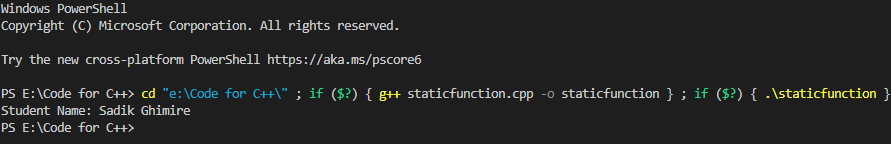 Windows PowerShell
Copyright (C) Microsoft Corporation. All rights reserved.
Try the new cross-platform PowerShell https://aka.ms/pscore6
PS E:\Code for C++> cd "e:\Code for C++\" ; if ($?) { g++ staticfunction.cpp -o staticfunction } ; if ($?) { .\staticfunction }
Student Name: Sadik Ghimire
PS E:\Code for C++>